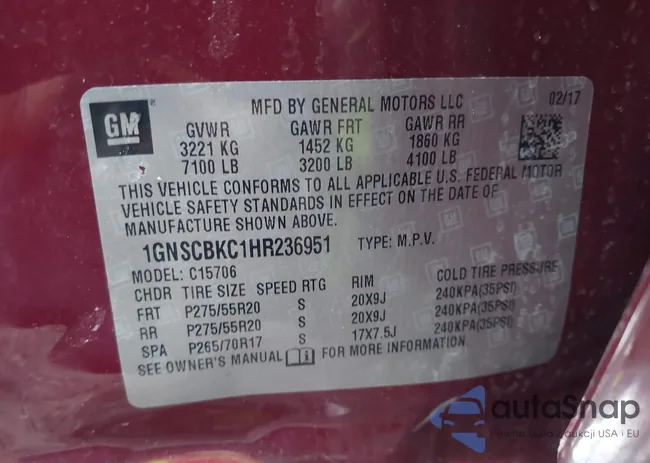 GM
MFD BY GENERAL MOTORS LLC 02/17
GVWR GAWR FRT GAWR RR
3221 KG 1452 KG 1860 KG
7100 LB 3200 LB 4100 LB
THIS VEHICLE CONFORMS TO ALL APPLICABLE U.S. FEDERAL MOTOR
VEHICLE SAFETY STANDARDS IN EFFECT ON THE DATE OF
MANUFACTURE SHOWN ABOVE.
1GNSCBKC1HR236951 TYPE: M.P.V.
MODEL: C15706
CHDR TIRE SIZE SPEED RTG RIM COLD TIRE PRESSURE
FRT P275/55R20 S 20X9J 240KPA(35PSI)
RR P275/55R20 S 20X9J 240KPA(35PSI)
SPA P265/70R17 S 17X7.5J 240KPA(35PSI)
SEE OWNER'S MANUAL FOR MORE INFORMATION.
autoSnap
aukcji USA i EU